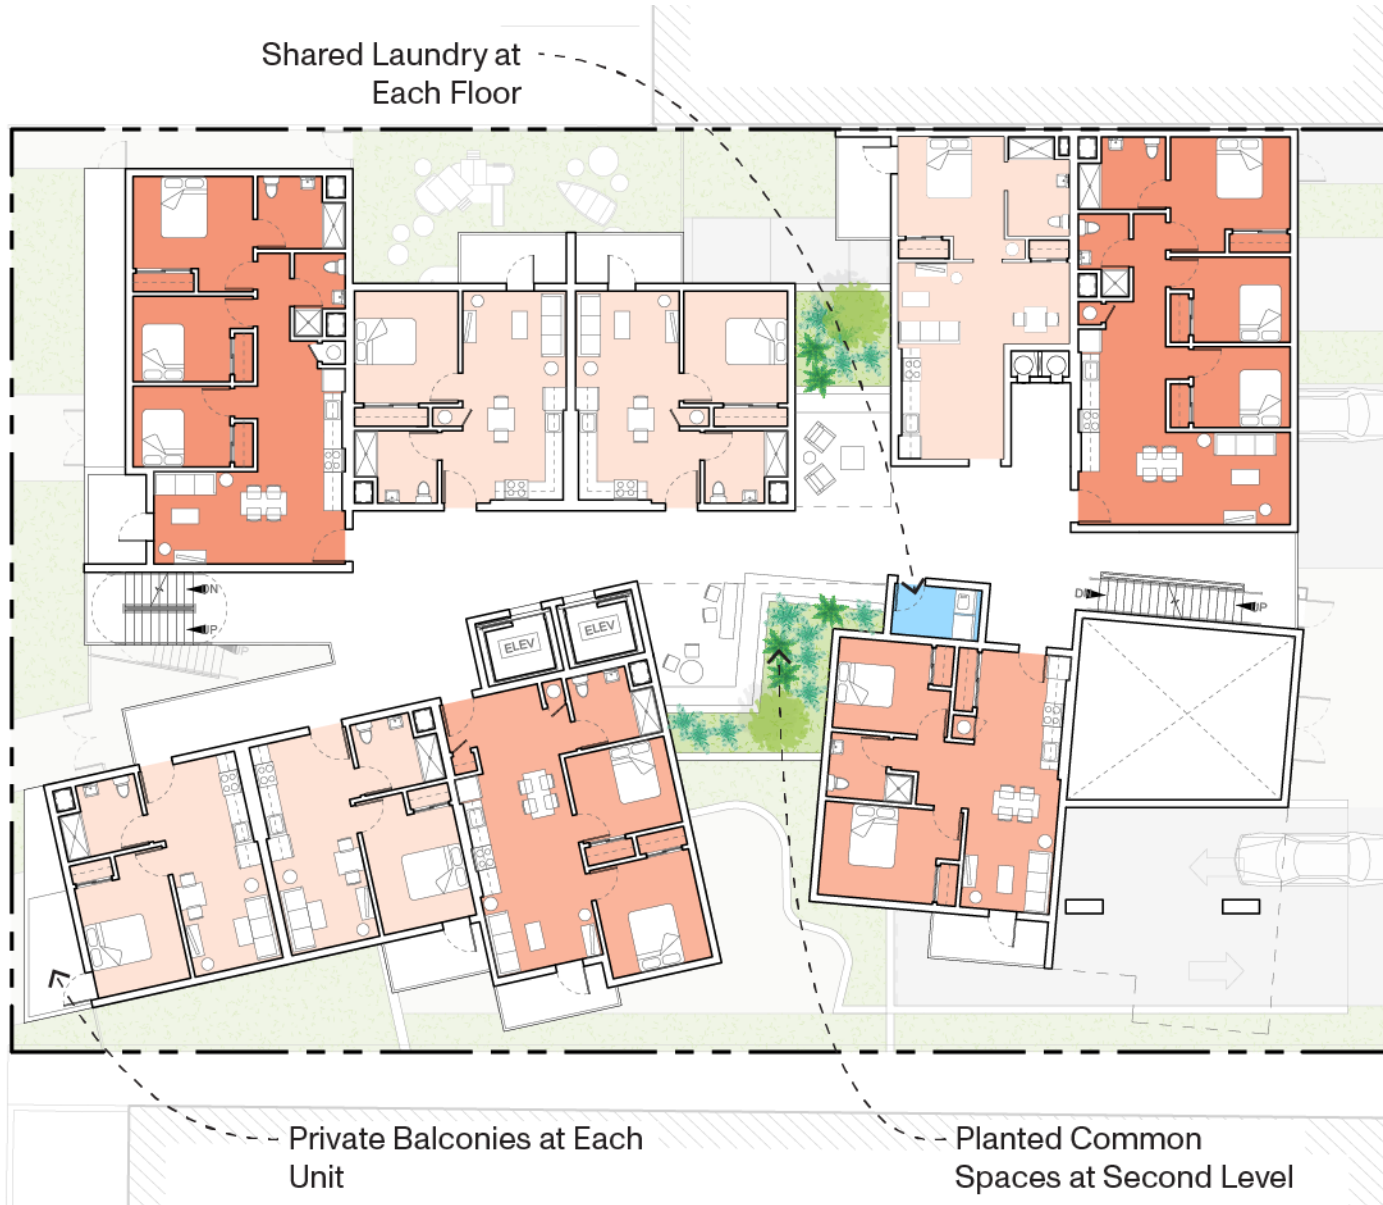 Shared Laundry at
Each Floor
DN
UP
UP
ELEV
ELEV
UP
Private Balconies at Each
Unit
Planted Common
Spaces at Second Level